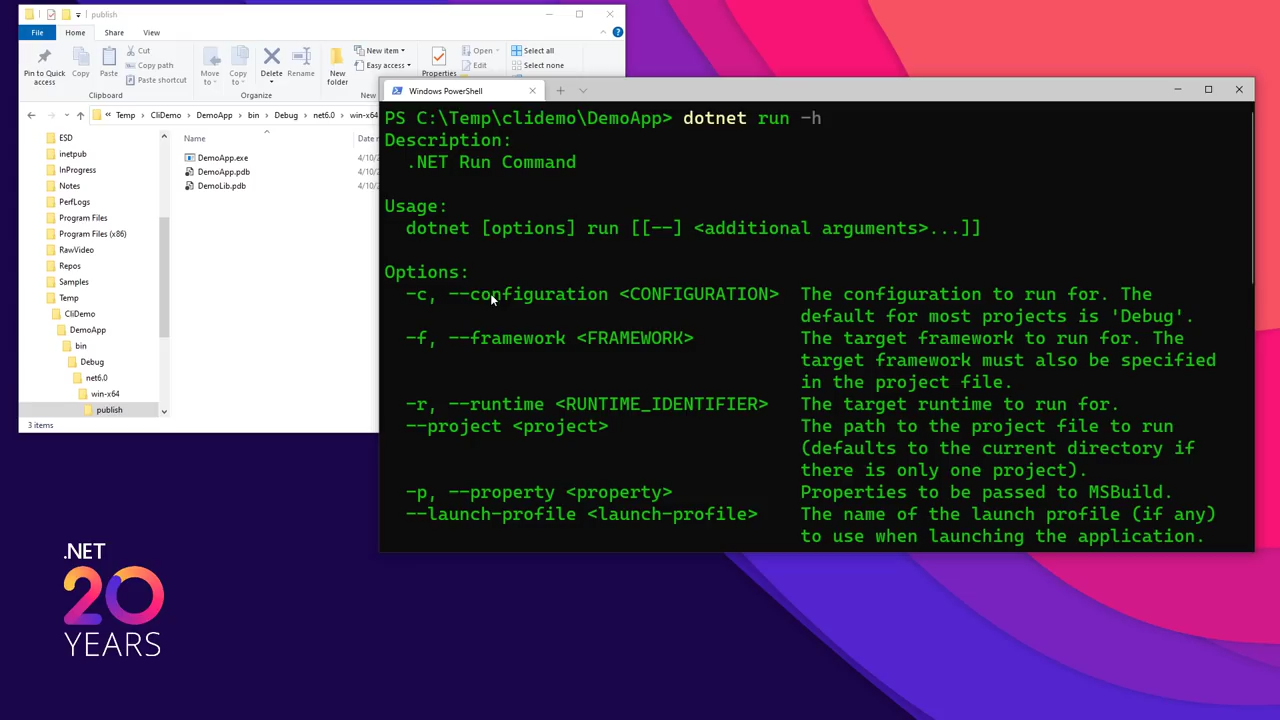 publish
File
Home
Share
View
Pin to Quick access
Copy
Paste
Cut
Copy path
Paste shortcut
Clipboard
Move to
Copy to
Delete
Rename
Organize
New folder
New item
Easy access
New
Properties
Open
Edit
Select all
Select none
Temp
CliDemo
DemoApp
bin
Debug
net6.0
win-x64
ESD
inetpub
InProgress
Notes
PerfLogs
Program Files
Program Files (x86)
RawVideo
Repos
Samples
Temp
CliDemo
DemoApp
bin
Debug
net6.0
win-x64
publish
Name
DemoApp.exe
DemoApp.pdb
DemoLib.pdb
3 items
Windows PowerShell
PS C:\Temp\clidemo\DemoApp> dotnet run -h
Description:
.NET Run Command
Usage:
dotnet [options] run [[--] <additional arguments>...]]
Options:
-c, --configuration <CONFIGURATION> The configuration to run for. The
default for most projects is 'Debug'.
-f, --framework <FRAMEWORK> The target framework to run for. The
target framework must also be specified
in the project file.
-r, --runtime <RUNTIME_IDENTIFIER> The target runtime to run for.
--project <project> The path to the project file to run
(defaults to the current directory if
there is only one project).
-p, --property <property> Properties to be passed to MSBuild.
--launch-profile <launch-profile> The name of the launch profile (if any)
to use when launching the application.
.NET
20
YEARS